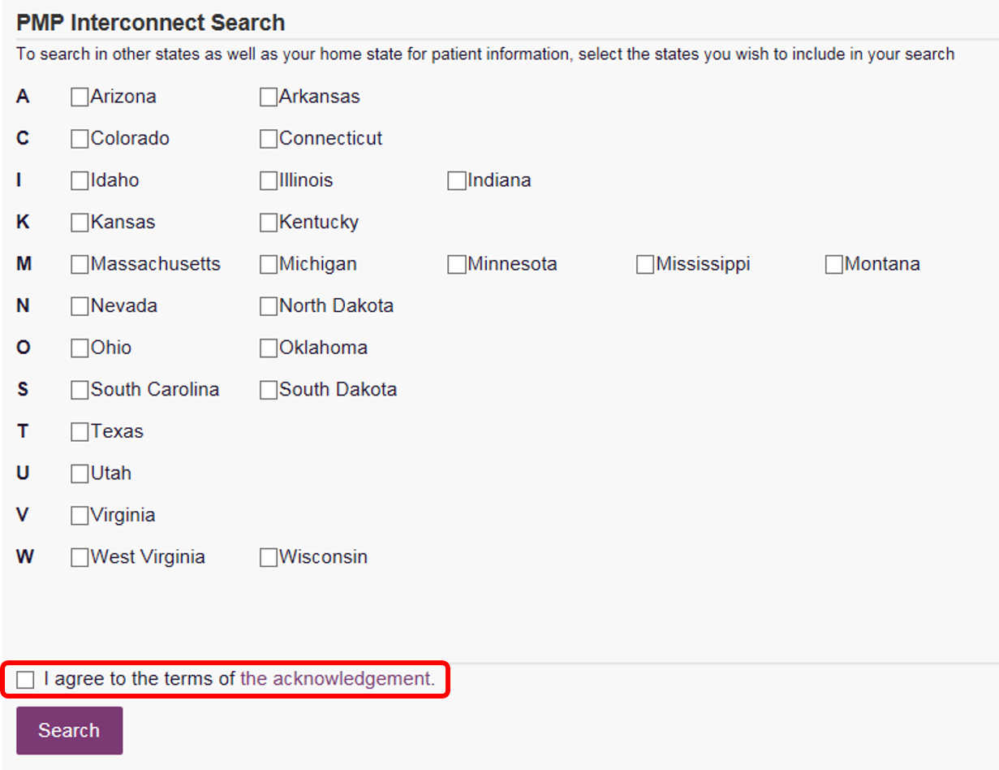 PMP Interconnect Search
To search in other states as well as your home state for patient information, select the states you wish to include in your search
A Arizona Arkansas
C Colorado Connecticut
I Idaho Illinois Indiana
K Kansas Kentucky
M Massachusetts Michigan Minnesota Mississippi Montana
N Nevada North Dakota
O Ohio Oklahoma
S South Carolina South Dakota
T Texas
U Utah
V Virginia
W West Virginia Wisconsin
I agree to the terms of the acknowledgement.
Search